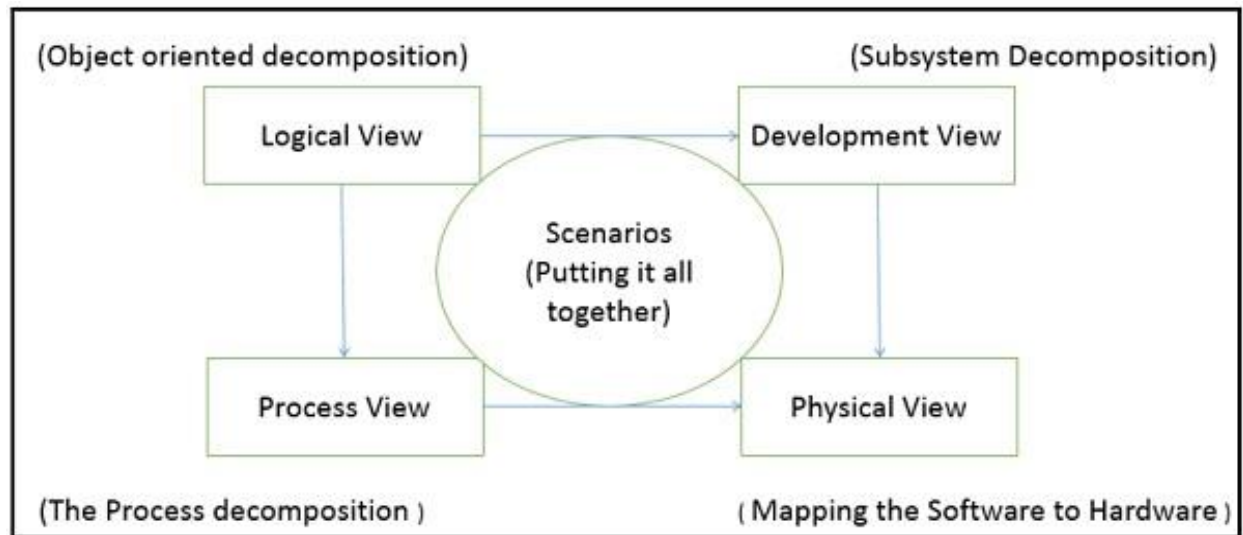 (Object oriented decomposition)
(Subsystem Decomposition)
Logical View
Development View
Scenarios
(Putting it all
together)
Process View
Physical View
(The Process decomposition )
( Mapping the Software to Hardware )